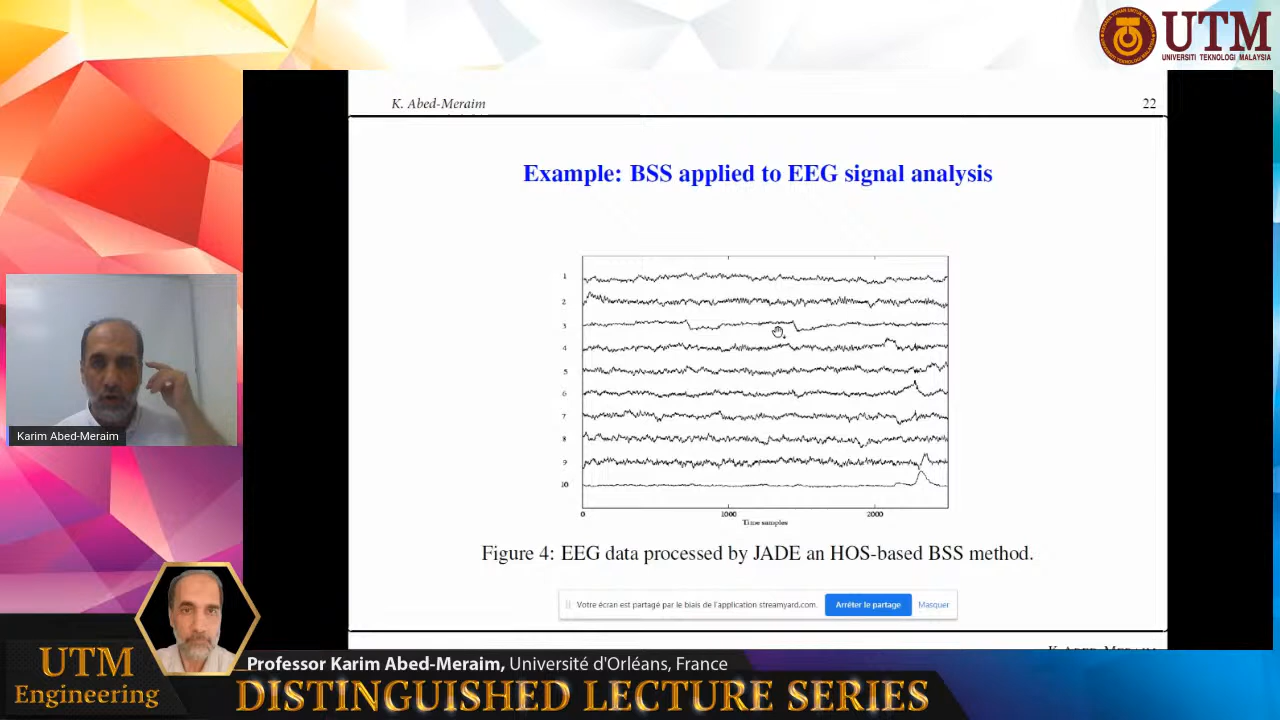 UTM
UNIVERSITI TEKNOLOGI MALAYSIA
K. Abed-Meraim 22
Example: BSS applied to EEG signal analysis
1
2
3
4
5
6
7
8
9
10
0 1000 2000
Time samples
Figure 4: EEG data processed by JADE an HOS-based BSS method.
Votre écran est partagé par le biais de l'application streamyard.com. Arrêter le partage Masquer
K. Abed-Meraim
Karim Abed-Meraim
UTM
Engineering
Professor Karim Abed-Meraim, Université d'Orléans, France
DISTINGUISHED LECTURE SERIES